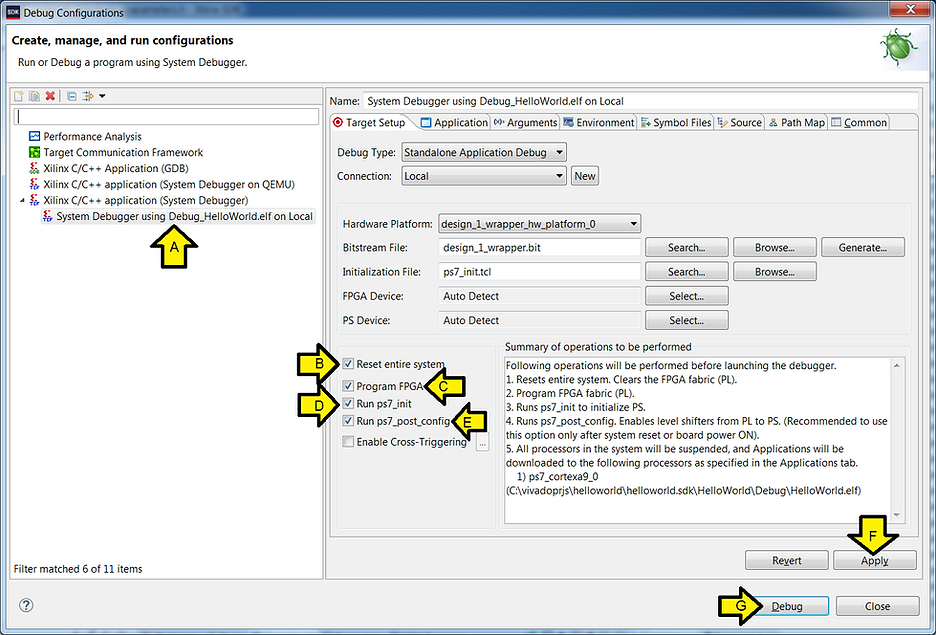 SDK Debug Configurations
Create, manage, and run configurations
Run or Debug a program using System Debugger.
Name: System Debugger using Debug_HelloWorld.elf on Local
Target Setup Application Arguments Environment Symbol Files Source Path Map Common
Performance Analysis
Target Communication Framework
Xilinx C/C++ Application (GDB)
Xilinx C/C++ application (System Debugger on QEMU)
Xilinx C/C++ application (System Debugger)
System Debugger using Debug_HelloWorld.elf on Local
A
Filter matched 6 of 11 items
Debug Type: Standalone Application Debug
Connection: Local New
Hardware Platform: design_1_wrapper_hw_platform_0
Bitstream File: design_1_wrapper.bit Search... Browse... Generate...
Initialization File: ps7_init.tcl Search... Browse...
FPGA Device: Auto Detect Select...
PS Device: Auto Detect Select...
B Reset entire system
Program FPGA C
D Run ps7_init
Run ps7_post_config E
Enable Cross-Triggering ...
Summary of operations to be performed
Following operations will be performed before launching the debugger.
1. Resets entire system. Clears the FPGA fabric (PL).
2. Program FPGA fabric (PL).
3. Runs ps7_init to initialize PS.
4. Runs ps7_post_config. Enables level shifters from PL to PS. (Recommended to use
this option only after system reset or board power ON).
5. All processors in the system will be suspended, and Applications will be
downloaded to the following processors as specified in the Applications tab.
1) ps7_cortexa9_0
(C:\vivadoprjs\helloworld\helloworld.sdk\HelloWorld\Debug\HelloWorld.elf)
F
Revert Apply
G Debug Close